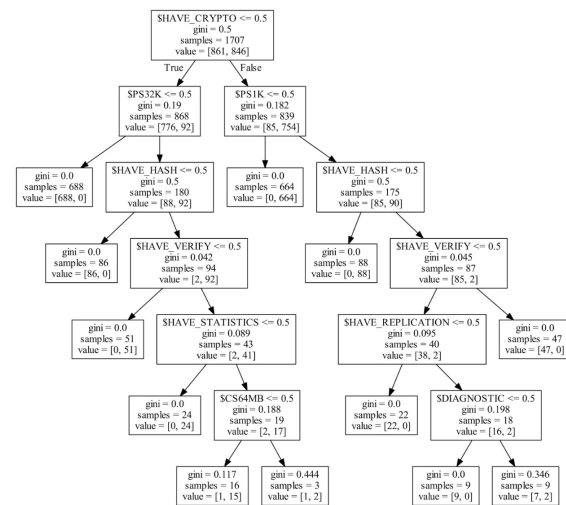 $HAVE_CRYPTO <= 0.5
gini = 0.5
samples = 1707
value = [861, 846]
True
False
$PS32K <= 0.5
gini = 0.19
samples = 868
value = [776, 92]
$PS1K <= 0.5
gini = 0.182
samples = 839
value = [85, 754]
gini = 0.0
samples = 688
value = [688, 0]
$HAVE_HASH <= 0.5
gini = 0.5
samples = 180
value = [88, 92]
gini = 0.0
samples = 664
value = [0, 664]
$HAVE_HASH <= 0.5
gini = 0.5
samples = 175
value = [85, 90]
gini = 0.0
samples = 86
value = [86, 0]
$HAVE_VERIFY <= 0.5
gini = 0.042
samples = 94
value = [2, 92]
gini = 0.0
samples = 88
value = [0, 88]
$HAVE_VERIFY <= 0.5
gini = 0.045
samples = 87
value = [85, 2]
gini = 0.0
samples = 51
value = [0, 51]
$HAVE_STATISTICS <= 0.5
gini = 0.089
samples = 43
value = [2, 41]
$HAVE_REPLICATION <= 0.5
gini = 0.095
samples = 40
value = [38, 2]
gini = 0.0
samples = 47
value = [47, 0]
gini = 0.0
samples = 24
value = [0, 24]
$CS64MB <= 0.5
gini = 0.188
samples = 19
value = [2, 17]
gini = 0.0
samples = 22
value = [22, 0]
$DIAGNOSTIC <= 0.5
gini = 0.198
samples = 18
value = [16, 2]
gini = 0.117
samples = 16
value = [1, 15]
gini = 0.444
samples = 3
value = [1, 2]
gini = 0.0
samples = 9
value = [9, 0]
gini = 0.346
samples = 9
value = [7, 2]